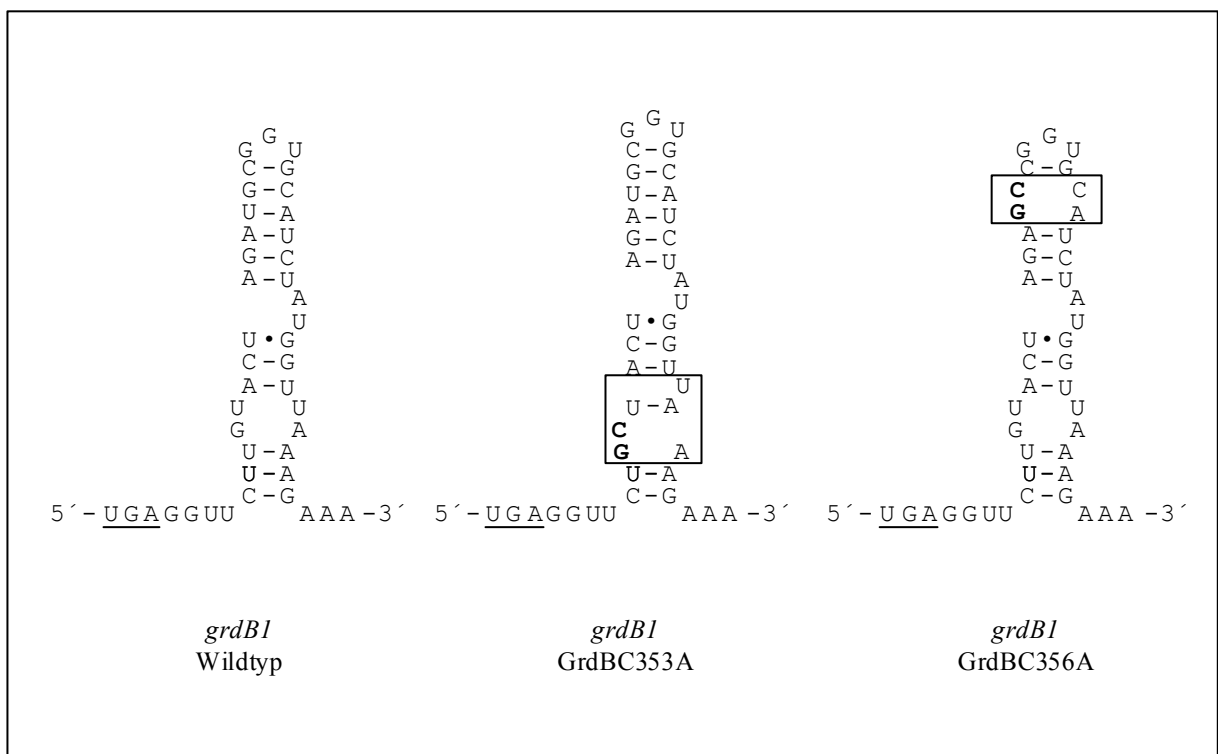 G
G U
C–G
G–C
U–A
A–U
G–C
A–U
A
U
U•G
C–G
A U
U U
G A
U–A
U–A
C–G
5´-UGAGGUU AAA-3´
grdB1
Wildtyp
G
G U
C–G
G–C
U–A
A–U
G–C
A–U
A
U
U•G
C–G
A–U
U
U–A
C
G A
U–A
C–G
5´-UGAGGUU AAA-3´
grdB1
GrdBC353A
G
G U
C–G
C C
G A
A–U
G–C
A–U
A
U
U•G
C–G
A U
U U
G A
U–A
U–A
C–G
5´-UGAGGUU AAA-3´
grdB1
GrdBC356A